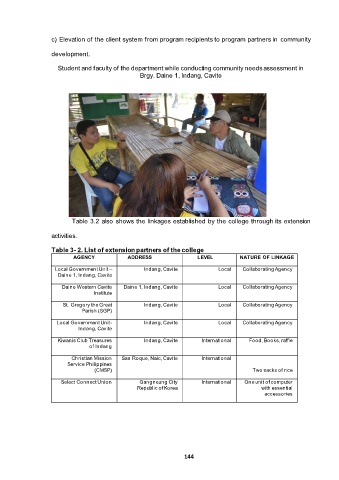 c) Elevation of the client system from program recipients to program partners in community
development.
Student and faculty of the department while conducting community needs assessment in
Brgy. Daine 1, Indang, Cavite
Table 3.2 also shows the linkages established by the college through its extension
activities.
Table 3- 2. List of extension partners of the college
AGENCY ADDRESS LEVEL NATURE OF LINKAGE
Local Government Unit – Indang, Cavite Local Collaborating Agency
Daine 1, Indang, Cavite
Daine Western Cavite Daine 1, Indang, Cavite Local Collaborating Agency
Institute
St. Gregory the Great Indang, Cavite Local Collaborating Agency
Parish (SGP)
Local Government Unit- Indang, Cavite Local Collaborating Agency
Indang, Cavite
Kiwanis Club Treasures Indang, Cavite International Food, Books, raffle
of Indang
Christian Mission San Roque, Naic, Cavite International
Service Philippines
(CMSP) Two sacks of rice
Select Connect Union Gangneung City International One unit of computer
Republic of Korea with essential
accessories
144